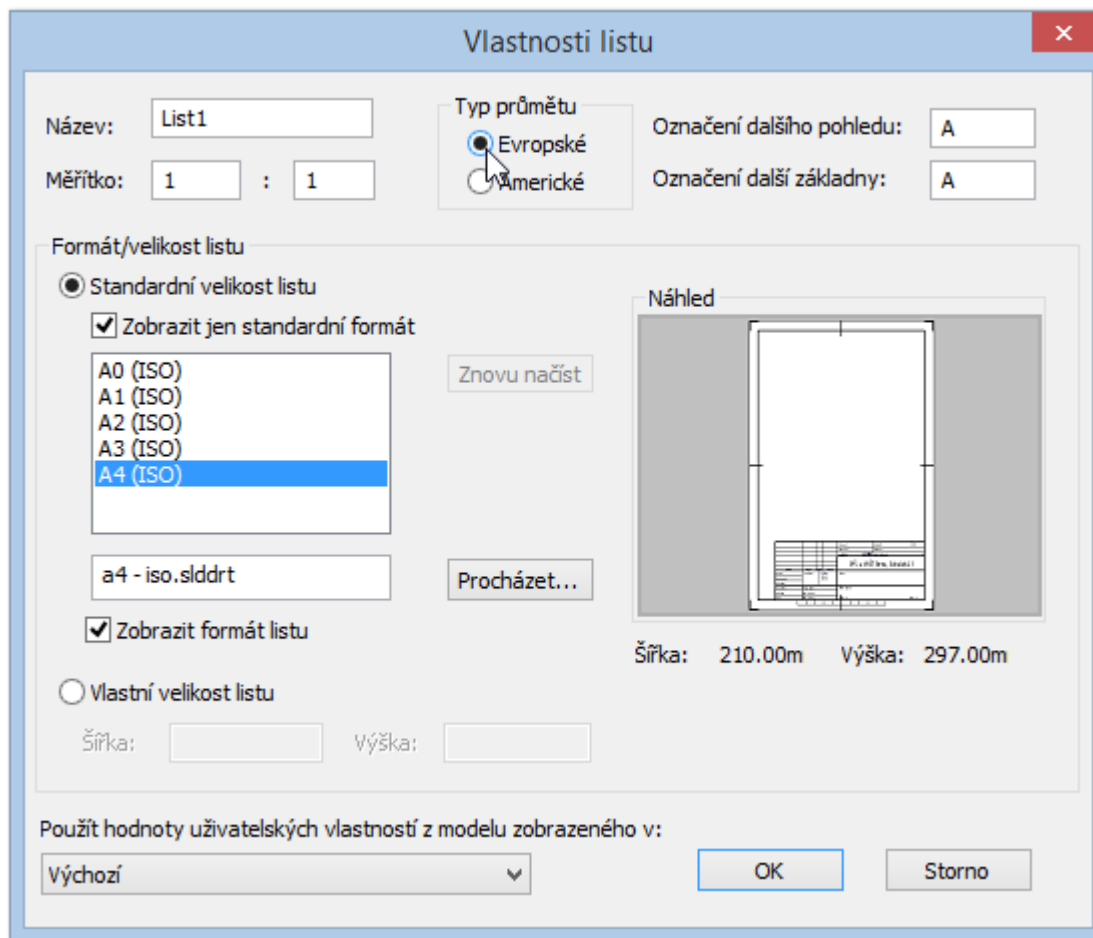 Vlastnosti listu
Název: List1
Měřítko: 1 : 1
Typ průmětu
Evropské
Americké
Označení dalšího pohledu: A
Označení další základny: A
Formát/velikost listu
Standardní velikost listu
Zobrazit jen standardní formát
A0 (ISO)
A1 (ISO)
A2 (ISO)
A3 (ISO)
A4 (ISO)
Znovu načíst
a4 - iso.slddrt
Procházet...
Zobrazit formát listu
Náhled
Šířka: 210.00m Výška: 297.00m
Vlastní velikost listu
Šířka: Výška:
Použít hodnoty uživatelských vlastností z modelu zobrazeného v:
Výchozí
OK
Storno